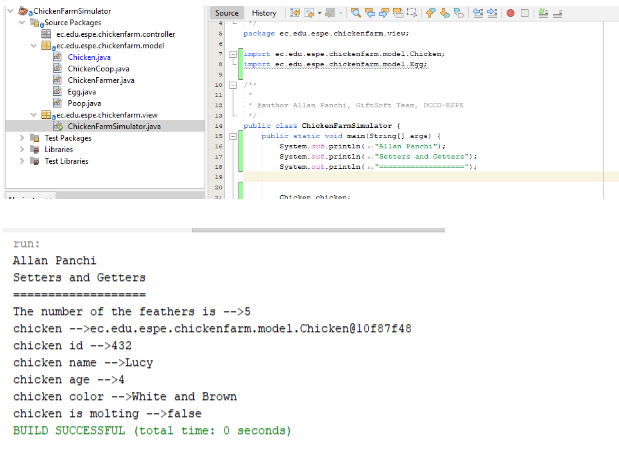 ChickenFarmSimulator
Source Packages
ec.edu.espe.chickenfarm.controller
ec.edu.espe.chickenfarm.model
Chicken.java
ChickenCoop.java
ChickenFarmer.java
Egg.java
Poop.java
ec.edu.espe.chickenfarm.view
ChickenFarmSimulator.java
Test Packages
Libraries
Test Libraries
Source History
4 */
5 package ec.edu.espe.chickenfarm.view;
6
7 import ec.edu.espe.chickenfarm.model.Chicken;
8 import ec.edu.espe.chickenfarm.model.Egg;
9
10 /**
11 *
12 * @author Allan Panchi, GiftSoft Team, DCCO-ESPE
13 */
14 public class ChickenFarmSimulator {
15 public static void main(String[] args) {
16 System.out.println("Allan Panchi");
17 System.out.println("Setters and Getters");
18 System.out.println("===================");
19
20
21 Chicken chicken;
run:
Allan Panchi
Setters and Getters
===================
The number of the feathers is -->5
chicken -->ec.edu.espe.chickenfarm.model.Chicken@10f87f48
chicken id -->432
chicken name -->Lucy
chicken age -->4
chicken color -->White and Brown
chicken is molting -->false
BUILD SUCCESSFUL (total time: 0 seconds)